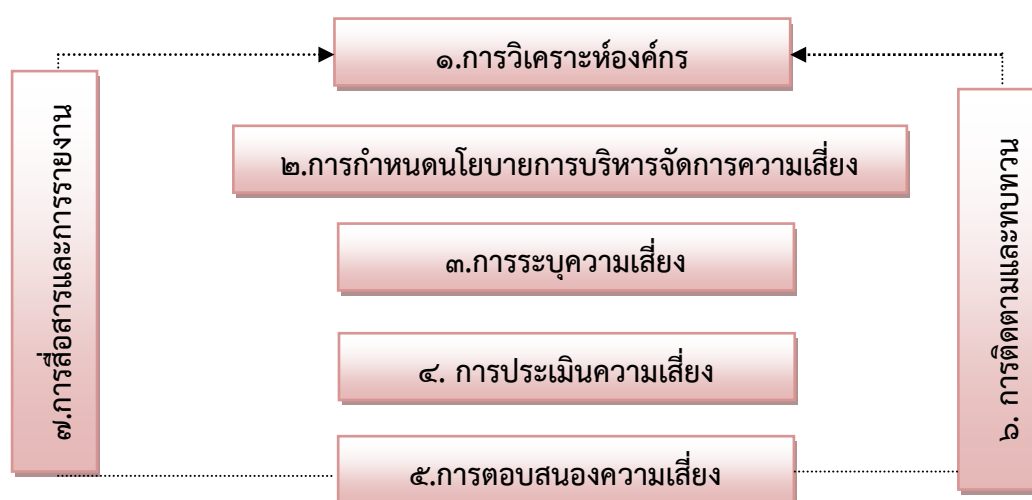 ๑.การวิเคราะห์องค์กร
๒.การกำหนดนโยบายการบริหารจัดการความเสี่ยง
๓.การระบุความเสี่ยง
๔. การประเมินความเสี่ยง
๕.การตอบสนองความเสี่ยง
๖. การติดตามและทบทวน
๗.การสื่อสารและการรายงาน